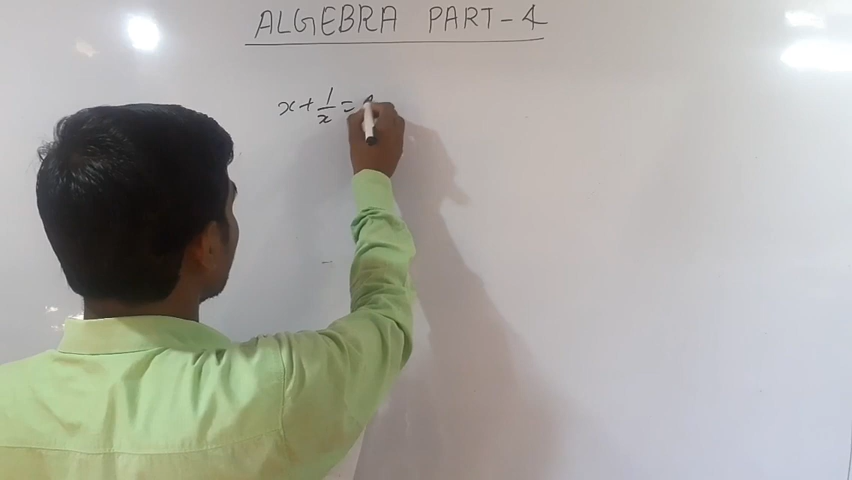 ALGEBRA PART-4
x + 1/x =